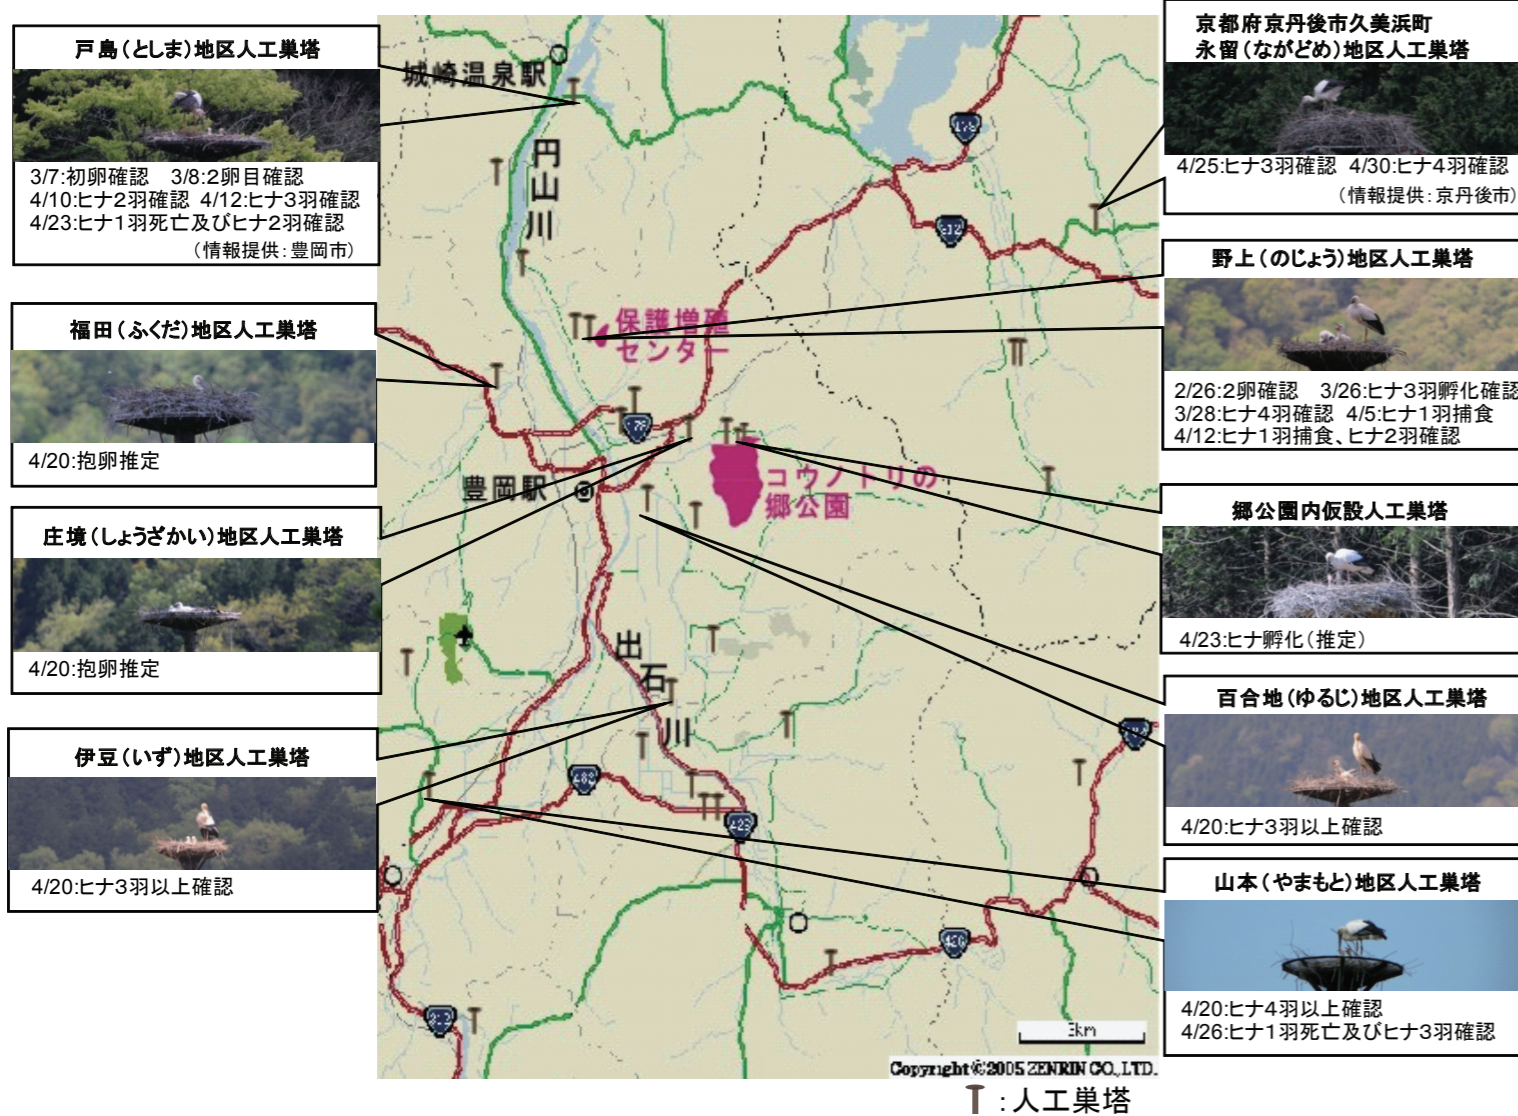 戸島(としま)地区人工巣塔
3/7:初卵確認 3/8:2卵目確認
4/10:ヒナ2羽確認 4/12:ヒナ3羽確認
4/23:ヒナ1羽死亡及びヒナ2羽確認
(情報提供:豊岡市)
福田(ふくだ)地区人工巣塔
4/20:抱卵推定
庄境(しょうざかい)地区人工巣塔
4/20:抱卵推定
伊豆(いず)地区人工巣塔
4/20:ヒナ3羽以上確認
城崎温泉駅
円山川
保護増殖
センター
豊岡駅
コウノトリの
郷公園
出石川
178
312
178
482
426
312
3km
Copyright©2005 ZENRIN CO.,LTD.
:人工巣塔
京都府京丹後市久美浜町
永留(ながどめ)地区人工巣塔
4/25:ヒナ3羽確認 4/30:ヒナ4羽確認
(情報提供:京丹後市)
野上(のじょう)地区人工巣塔
2/26:2卵確認 3/26:ヒナ3羽孵化確認
3/28:ヒナ4羽確認 4/5:ヒナ1羽捕食
4/12:ヒナ1羽捕食、ヒナ2羽確認
郷公園内仮設人工巣塔
4/23:ヒナ孵化(推定)
百合地(ゆるじ)地区人工巣塔
4/20:ヒナ3羽以上確認
山本(やまもと)地区人工巣塔
4/20:ヒナ4羽以上確認
4/26:ヒナ1羽死亡及びヒナ3羽確認